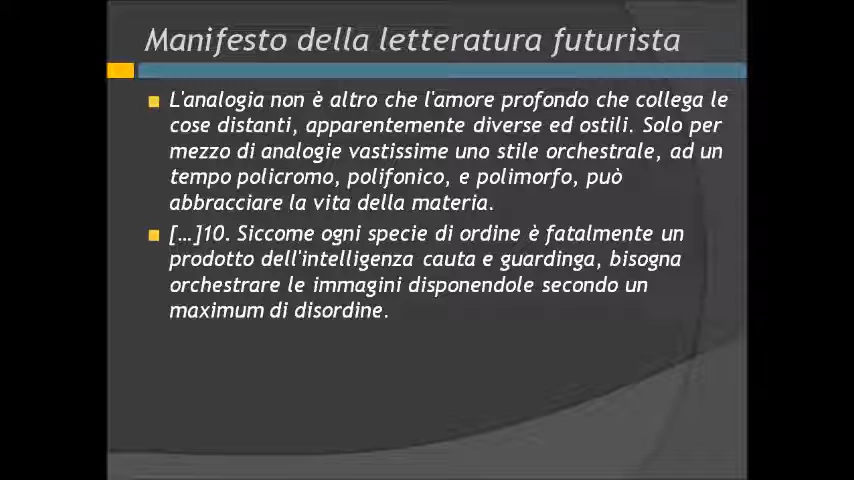 Manifesto della letteratura futurista
L'analogia non è altro che l'amore profondo che collega le
cose distanti, apparentemente diverse ed ostili. Solo per
mezzo di analogie vastissime uno stile orchestrale, ad un
tempo policromo, polifonico, e polimorfo, può
abbracciare la vita della materia.
[…]10. Siccome ogni specie di ordine è fatalmente un
prodotto dell'intelligenza cauta e guardinga, bisogna
orchestrare le immagini disponendole secondo un
maximum di disordine.